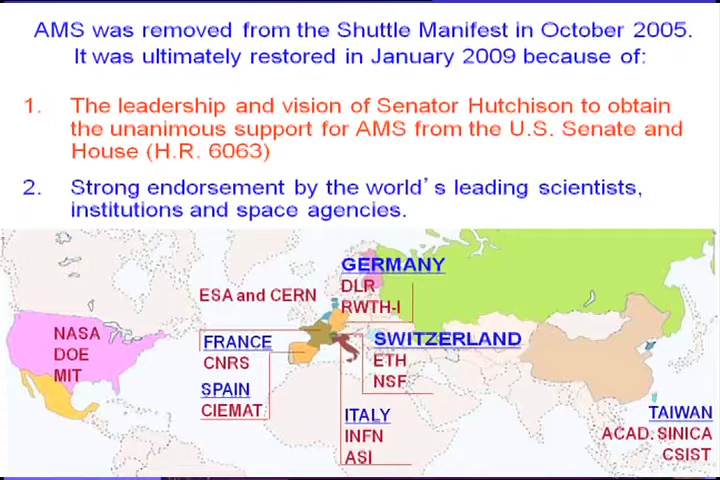 AMS was removed from the Shuttle Manifest in October 2005.
It was ultimately restored in January 2009 because of:
1. The leadership and vision of Senator Hutchison to obtain
the unanimous support for AMS from the U.S. Senate and
House (H.R. 6063)
2. Strong endorsement by the world's leading scientists,
institutions and space agencies.
GERMANY
DLR
RWTH-I
ESA and CERN
NASA
DOE
MIT
FRANCE
CNRS
SPAIN
CIEMAT
SWITZERLAND
ETH
NSF
ITALY
INFN
ASI
TAIWAN
ACAD. SINICA
CSIST